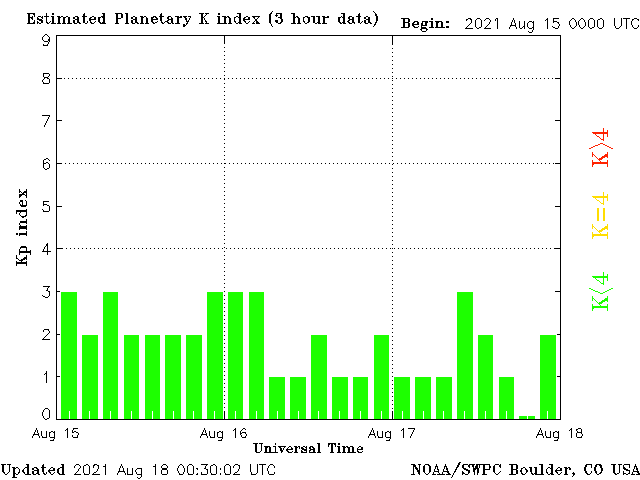 Estimated Planetary K index (3 hour data) Begin: 2021 Aug 15 0000 UTC
9
8
7
6
5
4
3
2
1
0
Kp index
K>4
K=4
K<4
Aug 15 Aug 16 Aug 17 Aug 18
Universal Time
Updated 2021 Aug 18 00:30:02 UTC NOAA/SWPC Boulder, CO USA